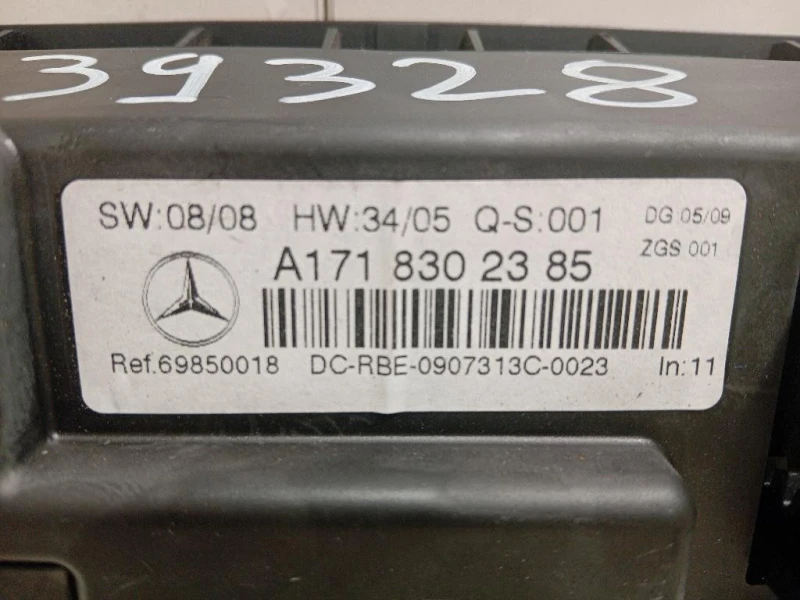 39328
SW:08/08 HW:34/05 Q-S:001 DG 05/09
ZGS 001
A171 830 23 85
Ref.69850018 DC-RBE-0907313C-0023 In:11